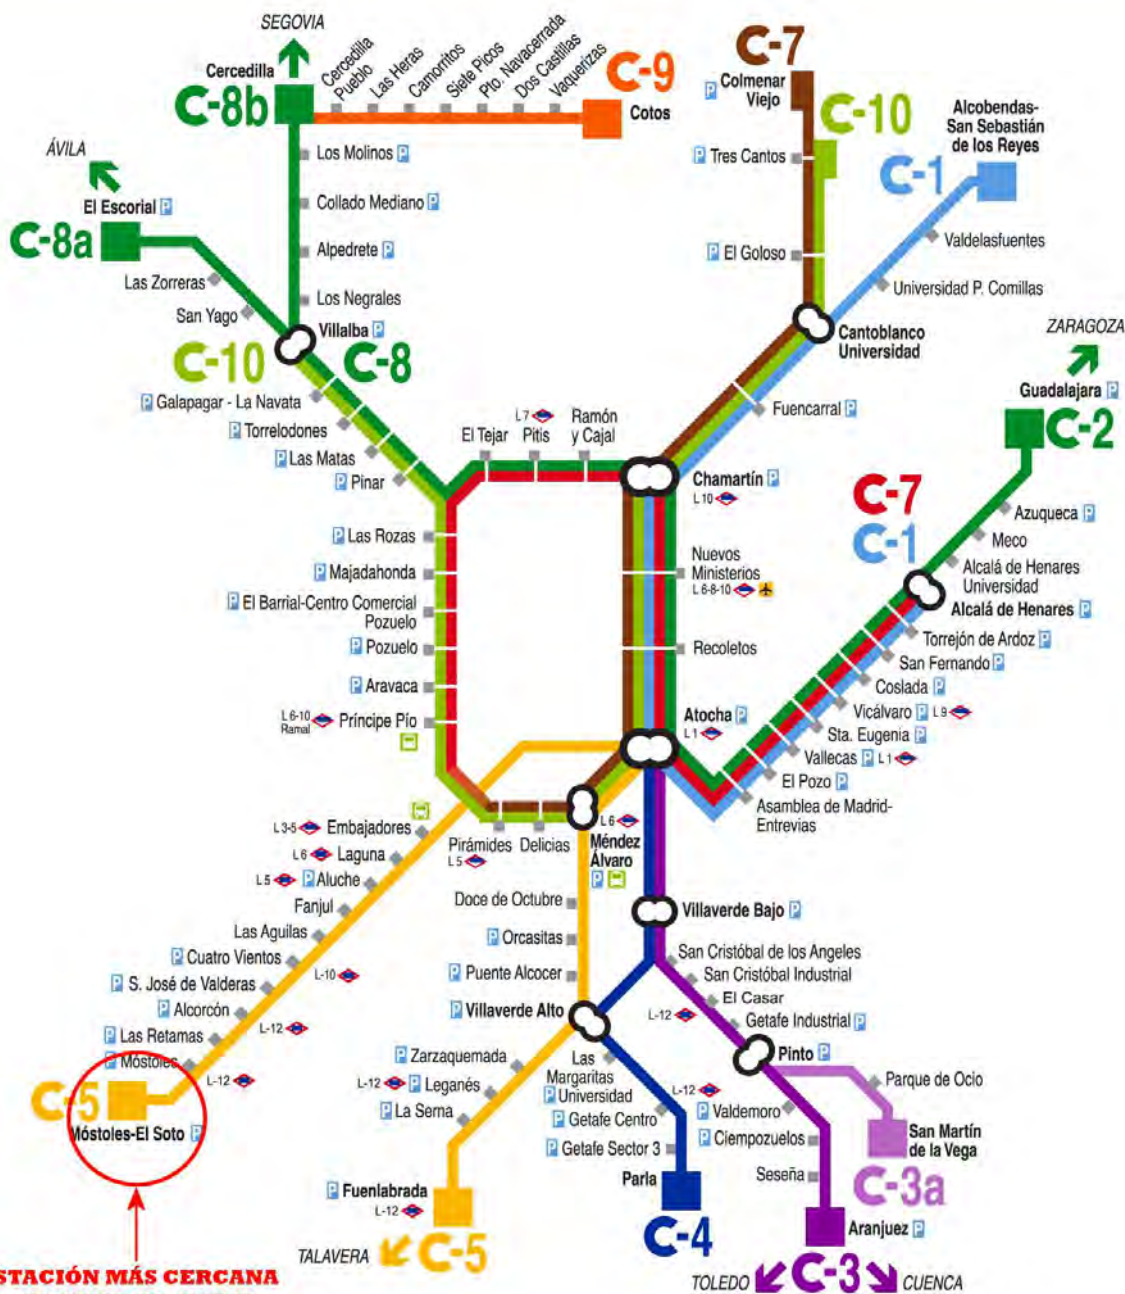 SEGOVIA
Cercedilla
C-8b
Cercedilla
Pueblo
Las Heras
Camorritos
Siete Picos
Pto. Navacerrada
Dos Castillas
Vaquerizas
C-9
Cotos
C-7
Colmenar
Viejo
C-10
Tres Cantos
El Goloso
Alcobendas-
San Sebastián
de los Reyes
C-1
Valdelasfuentes
Universidad P. Comillas
Cantoblanco
Universidad
Fuencarral
ÁVILA
El Escorial
C-8a
Las Zorreras
San Yago
Los Molinos
Collado Mediano
Alpedrete
Los Negrales
Villalba
C-10
C-8
Galapagar - La Navata
Torrelodones
Las Matas
Pinar
Las Rozas
Majadahonda
El Barrial-Centro Comercial
Pozuelo
Pozuelo
Aravaca
L 6-10
Ramal
Príncipe Pío
El Tejar
L 7
Pitis
Ramón
y Cajal
Chamartín
L 10
Nuevos
Ministerios
L 6-8-10
Recoletos
Atocha
L 1
ZARAGOZA
Guadalajara
C-2
Azuqueca
Meco
Alcalá de Henares
Universidad
C-7
C-1
Alcalá de Henares
Torrejón de Ardoz
San Fernando
Coslada
Vicálvaro
L 9
Sta. Eugenia
Vallecas
L 1
El Pozo
Asamblea de Madrid-
Entrevias
Pirámides
L 5
Delicias
L 6
Méndez
Álvaro
L 3-5
Embajadores
L 6
Laguna
L 5
Aluche
Fanjul
Las Aguilas
Cuatro Vientos
L-10
S. José de Valderas
Alcorcón
L-12
Las Retamas
Móstoles
L-12
C-5
Móstoles-El Soto
ESTACIÓN MÁS CERCANA
Doce de Octubre
Orcasitas
Puente Alcocer
Villaverde Alto
Zarzaquemada
L-12
Leganés
La Serna
Fuenlabrada
L-12
TALAVERA
C-5
Villaverde Bajo
Las
Margaritas
Universidad
Getafe Centro
L-12
Getafe Sector 3
Parla
C-4
San Cristóbal de los Angeles
San Cristóbal Industrial
El Casar
L-12
Getafe Industrial
Pinto
Valdemoro
Ciempozuelos
Seseña
Parque de Ocio
San Martín
de la Vega
C-3a
Aranjuez
TOLEDO
C-3
CUENCA